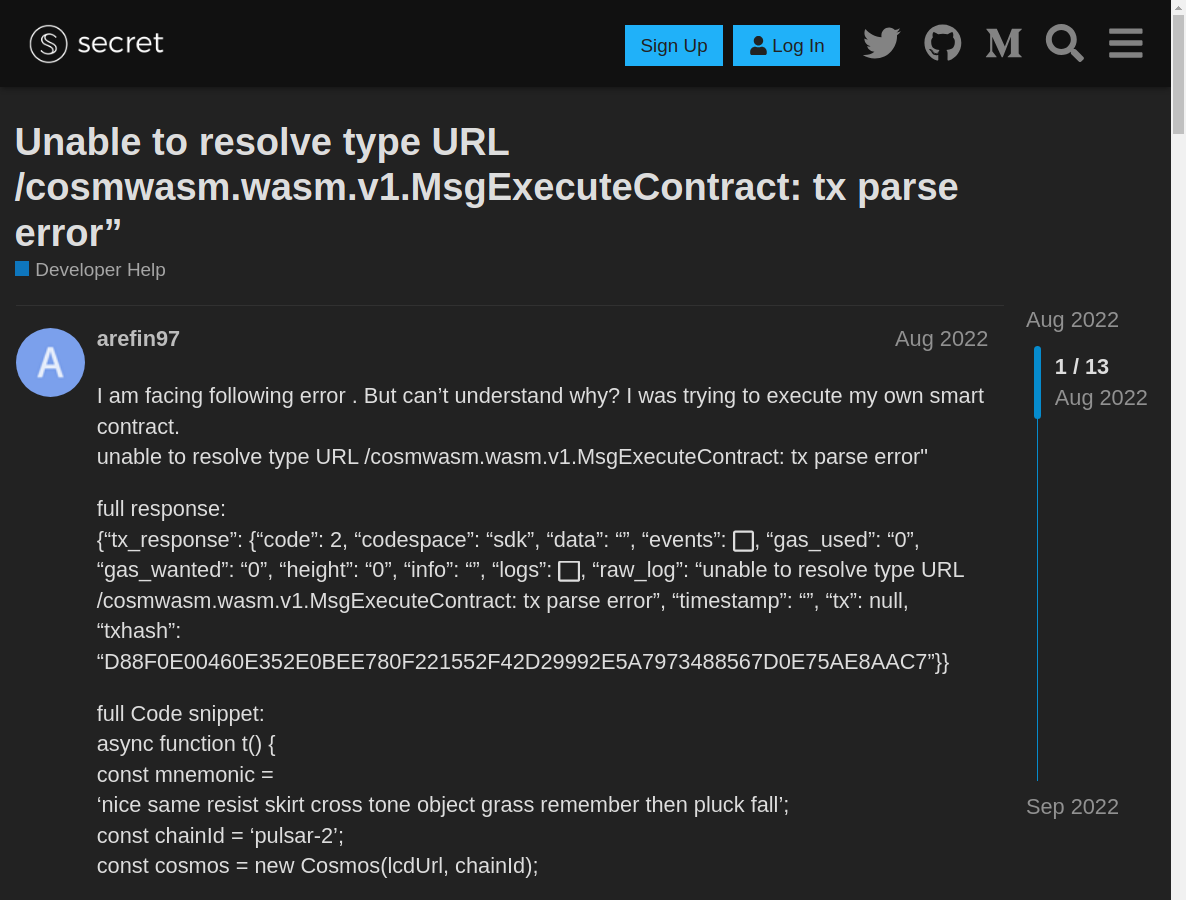 secret
Sign Up
Log In
Unable to resolve type URL
/cosmwasm.wasm.v1.MsgExecuteContract: tx parse
error”
Developer Help
arefin97
Aug 2022
I am facing following error . But can’t understand why? I was trying to execute my own smart
contract.
unable to resolve type URL /cosmwasm.wasm.v1.MsgExecuteContract: tx parse error"
full response:
{“tx_response”: {“code”: 2, “codespace”: “sdk”, “data”: “”, “events”: , “gas_used”: “0”,
“gas_wanted”: “0”, “height”: “0”, “info”: “”, “logs”: , “raw_log”: “unable to resolve type URL
/cosmwasm.wasm.v1.MsgExecuteContract: tx parse error”, “timestamp”: “”, “tx”: null,
“txhash”:
“D88F0E00460E352E0BEE780F221552F42D29992E5A7973488567D0E75AE8AAC7”}}
full Code snippet:
async function t() {
const mnemonic =
‘nice same resist skirt cross tone object grass remember then pluck fall’;
const chainId = ‘pulsar-2’;
const cosmos = new Cosmos(lcdUrl, chainId);
Aug 2022
1 / 13
Aug 2022
Sep 2022